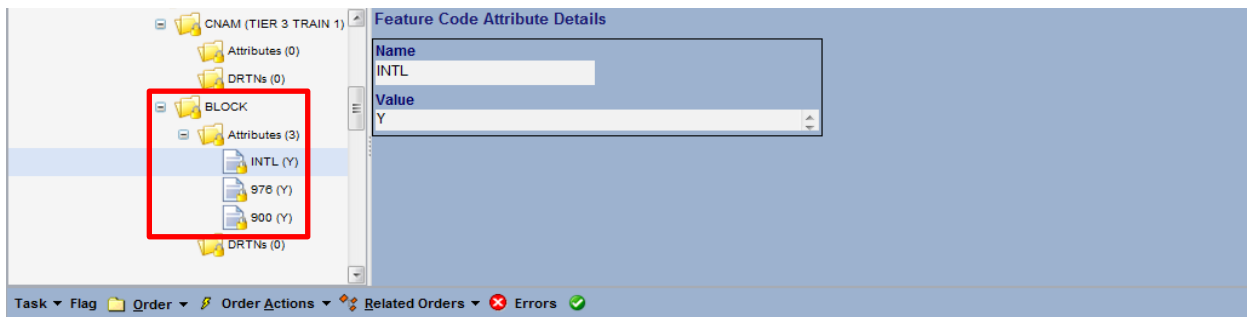 CNAM (TIER 3 TRAIN 1)
Attributes (0)
DRTNs (0)
BLOCK
Attributes (3)
INTL (Y)
976 (Y)
900 (Y)
DRTNs (0)
Feature Code Attribute Details
Name
INTL
Value
Y
Task Flag Order Order Actions Related Orders Errors